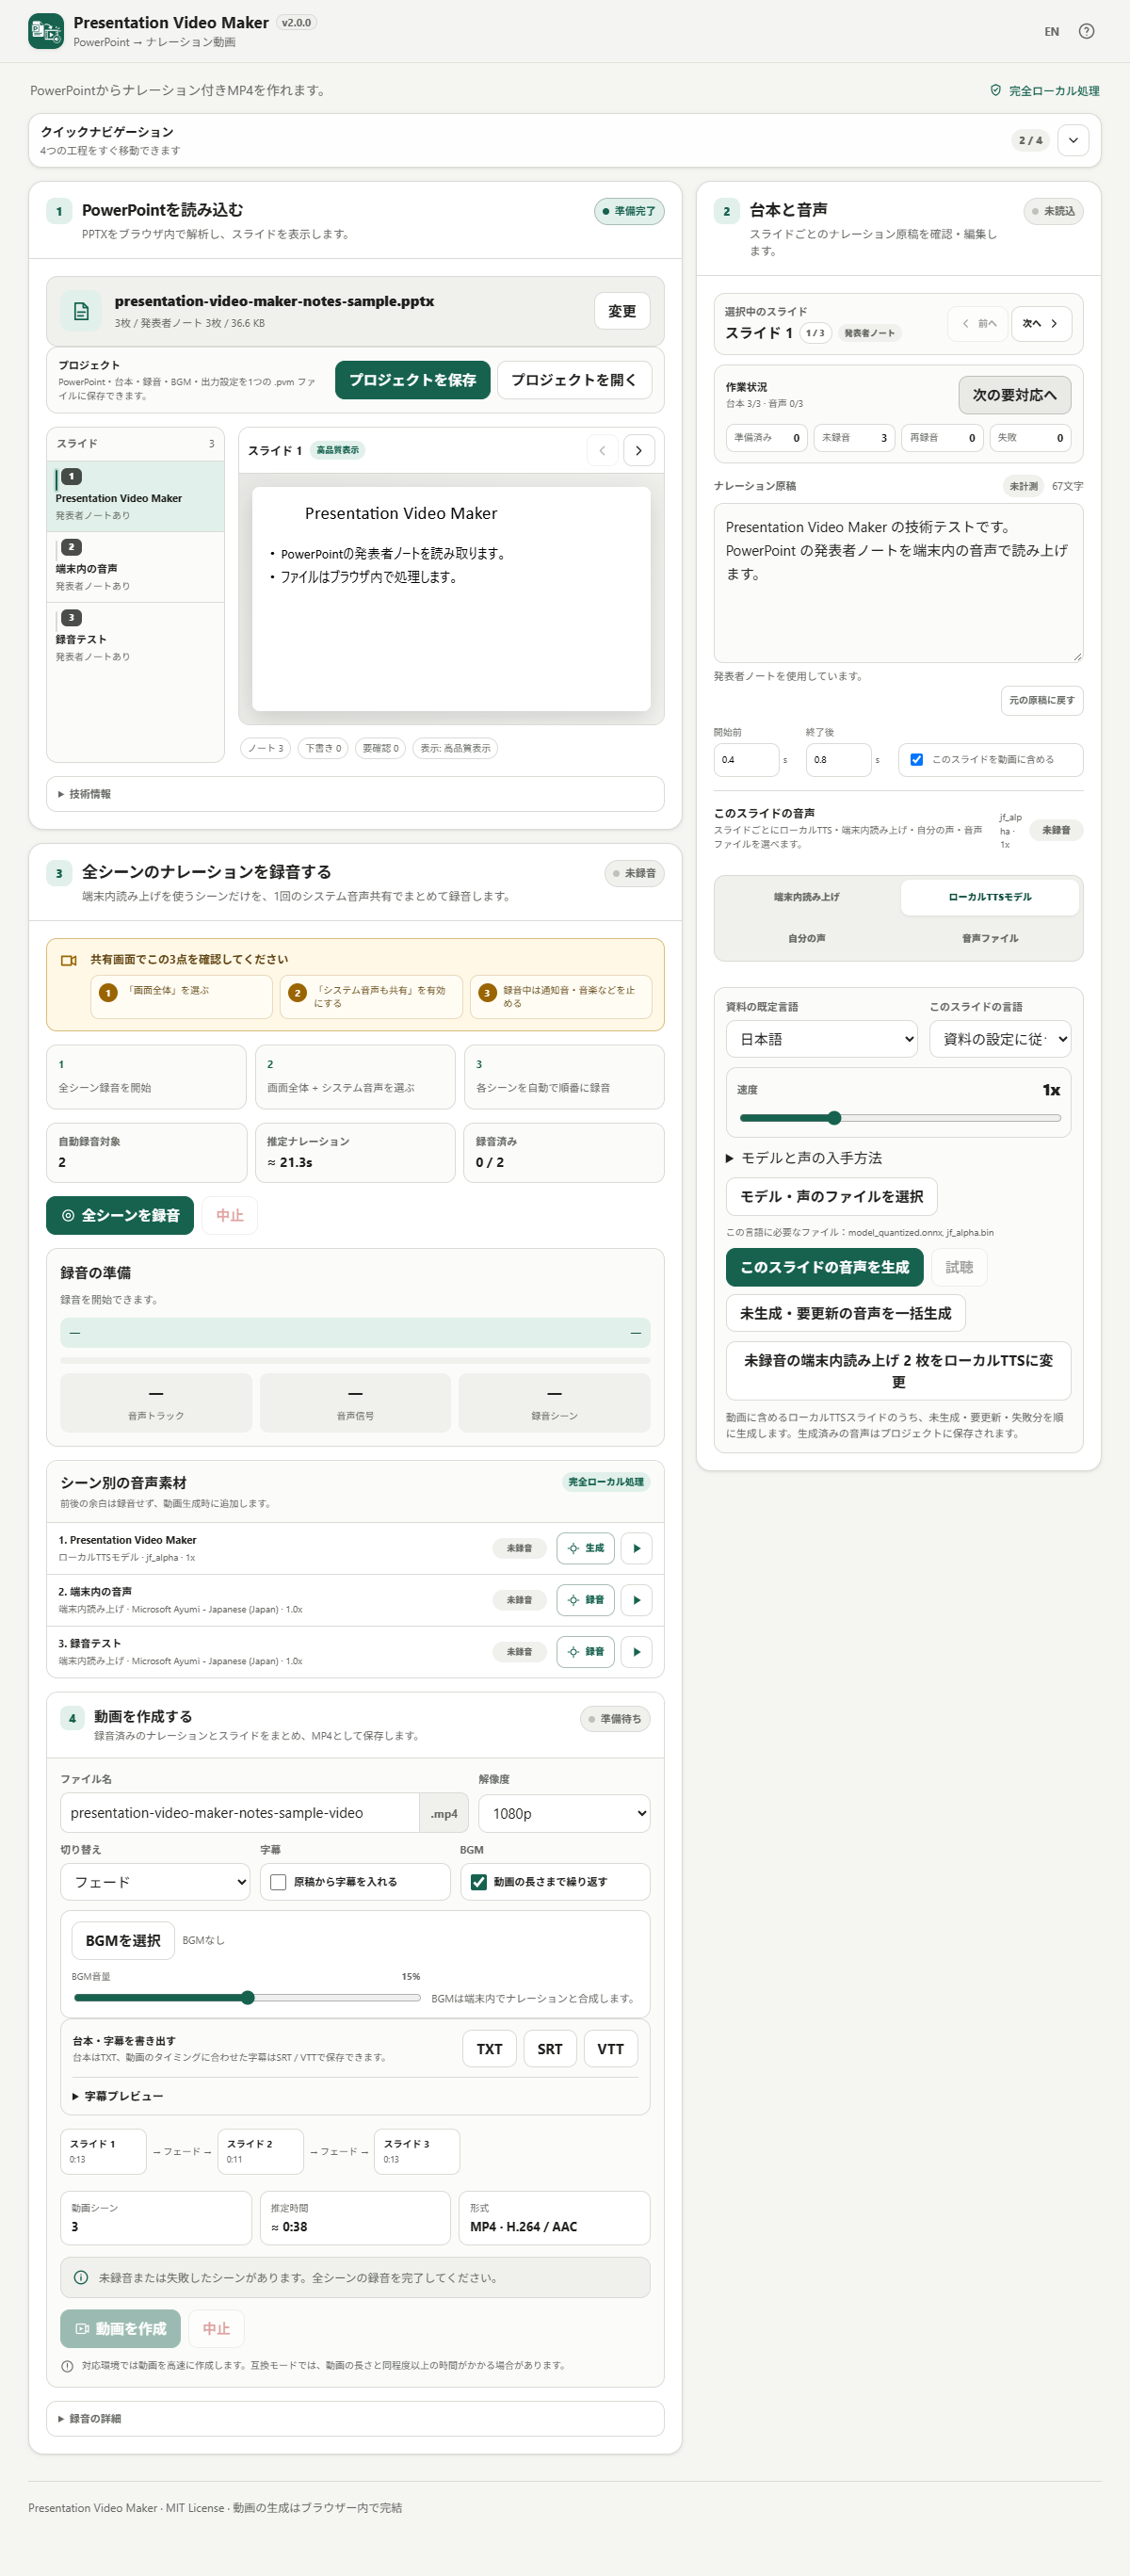 Presentation Video Maker v2.0.0
PowerPoint → ナレーション動画
EN
PowerPointからナレーション付きMP4を作れます。
完全ローカル処理
クイックナビゲーション
4つの工程をすぐ移動できます
2 / 4
1 PowerPointを読み込む
準備完了
PPTXをブラウザ内で解析し、スライドを表示します。
presentation-video-maker-notes-sample.pptx
3枚 / 発表者ノート 3枚 / 36.6 KB
変更
プロジェクト
PowerPoint・台本・録音・BGM・出力設定を1つの .pvm ファ
イルに保存できます。
プロジェクトを保存
プロジェクトを開く
スライド 3
1
Presentation Video Maker
発表者ノートあり
2
端末内の音声
発表者ノートあり
3
録音テスト
発表者ノートあり
スライド 1 高品質表示
Presentation Video Maker
• PowerPointの発表者ノートを読み取ります。
• ファイルはブラウザ内で処理します。
ノート 3 下書き 0 要確認 0 表示: 高品質表示
技術情報
2 台本と音声
未読込
スライドごとのナレーション原稿を確認・編集し
ます。
選択中のスライド
スライド 1 1 / 3 発表者ノート
前へ 次へ
作業状況
台本 3/3 · 音声 0/3
次の要対応へ
準備済み 0 未録音 3 再録音 0 失敗 0
ナレーション原稿 未計測 67文字
Presentation Video Maker の技術テストです。
PowerPoint の発表者ノートを端末内の音声で読み上げ
ます。
発表者ノートを使用しています。
元の原稿に戻す
開始前 終了後
0.4 s 0.8 s このスライドを動画に含める
このスライドの音声
スライドごとにローカルTTS・端末内読み上げ・自分の声・音声
ファイルを選べます。
jf_alp
ha ·
1x
未録音
端末内読み上げ ローカルTTSモデル
自分の声 音声ファイル
資料の既定言語 このスライドの言語
日本語 資料の設定に従
速度 1x
モデルと声の入手方法
モデル・声のファイルを選択
この言語に必要なファイル：model_quantized.onnx, jf_alpha.bin
このスライドの音声を生成 試聴
未生成・要更新の音声を一括生成
未録音の端末内読み上げ 2 枚をローカルTTSに変
更
動画に含めるローカルTTSスライドのうち、未生成・要更新・失敗分を順
に生成します。生成済みの音声はプロジェクトに保存されます。
3 全シーンのナレーションを録音する
未録音
端末内読み上げを使うシーンだけを、1回のシステム音声共有でまとめて録音します。
共有画面でこの3点を確認してください
1 「画面全体」を選ぶ
2 「システム音声も共有」を有効
にする
3 録音中は通知音・音楽などを止
める
1
全シーン録音を開始
2
画面全体 + システム音声を選ぶ
3
各シーンを自動で順番に録音
自動録音対象
2
推定ナレーション
≈ 21.3s
録音済み
0 / 2
全シーンを録音 中止
録音の準備
録音を開始できます。
— —
— — —
音声トラック 音声信号 録音シーン
シーン別の音声素材
完全ローカル処理
前後の余白は録音せず、動画生成時に追加します。
1. Presentation Video Maker
ローカルTTSモデル · jf_alpha · 1x
未録音 生成
2. 端末内の音声
端末内読み上げ · Microsoft Ayumi - Japanese (Japan) · 1.0x
未録音 録音
3. 録音テスト
端末内読み上げ · Microsoft Ayumi - Japanese (Japan) · 1.0x
未録音 録音
4 動画を作成する
準備待ち
録音済みのナレーションとスライドをまとめ、MP4として保存します。
ファイル名 解像度
presentation-video-maker-notes-sample-video .mp4 1080p
切り替え 字幕 BGM
フェード 原稿から字幕を入れる 動画の長さまで繰り返す
BGMを選択 BGMなし
BGM音量 15%
BGMは端末内でナレーションと合成します。
台本・字幕を書き出す
台本はTXT、動画のタイミングに合わせた字幕はSRT / VTTで保存できます。
TXT SRT VTT
字幕プレビュー
スライド 1
0:13
→ フェード →
スライド 2
0:11
→ フェード →
スライド 3
0:13
動画シーン
3
推定時間
≈ 0:38
形式
MP4 · H.264 / AAC
未録音または失敗したシーンがあります。全シーンの録音を完了してください。
動画を作成 中止
対応環境では動画を高速に作成します。互換モードでは、動画の長さと同程度以上の時間がかかる場合があります。
録音の詳細
Presentation Video Maker · MIT License · 動画の生成はブラウザー内で完結